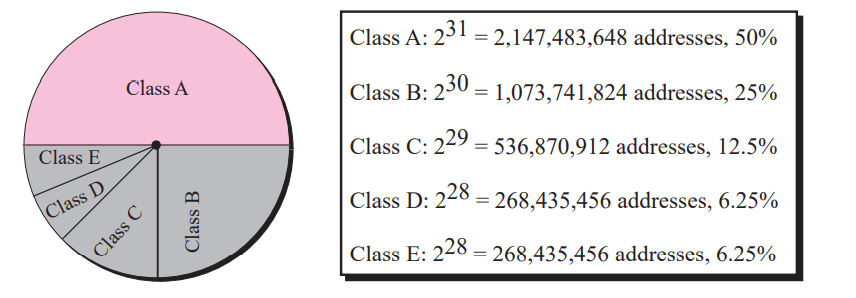 Class A
Class E
Class D
Class C
Class B
Class A: 2^31 = 2,147,483,648 addresses, 50%
Class B: 2^30 = 1,073,741,824 addresses, 25%
Class C: 2^29 = 536,870,912 addresses, 12.5%
Class D: 2^28 = 268,435,456 addresses, 6.25%
Class E: 2^28 = 268,435,456 addresses, 6.25%